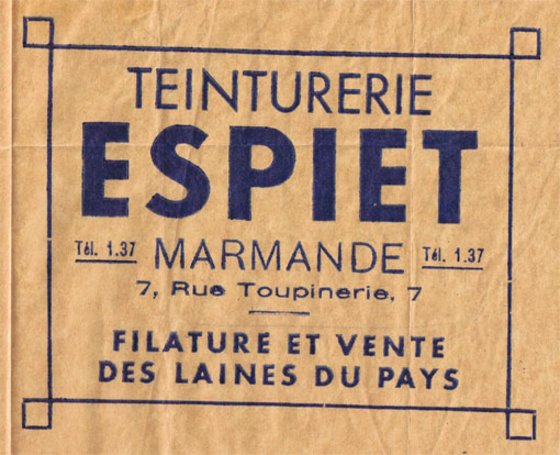 TEINTURERIE
ESPIET
Tél. 1.37 MARMANDE Tél. 1.37
7, Rue Toupinerie, 7
FILATURE ET VENTE
DES LAINES DU PAYS